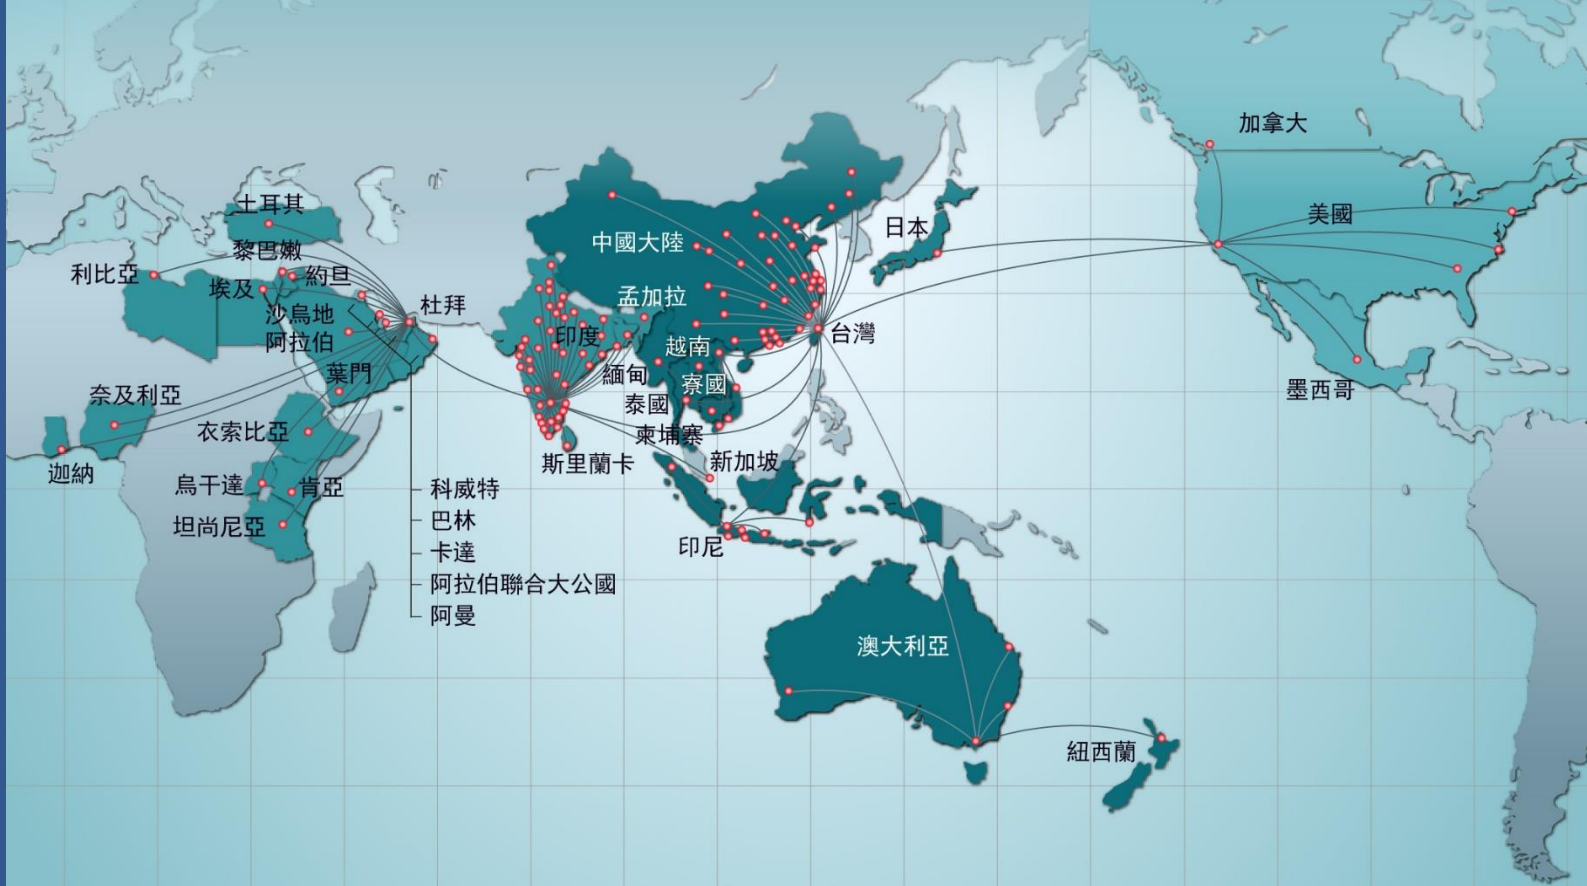 加拿大
美國
墨西哥
日本
中國大陸
孟加拉
印度
台灣
越南
緬甸
寮國
泰國
柬埔寨
斯里蘭卡
新加坡
印尼
澳大利亞
紐西蘭
土耳其
黎巴嫩
利比亞
約旦
埃及
杜拜
沙烏地
阿拉伯
葉門
奈及利亞
衣索比亞
迦納
烏干達
肯亞
坦尚尼亞
科威特
巴林
卡達
阿拉伯聯合大公國
阿曼